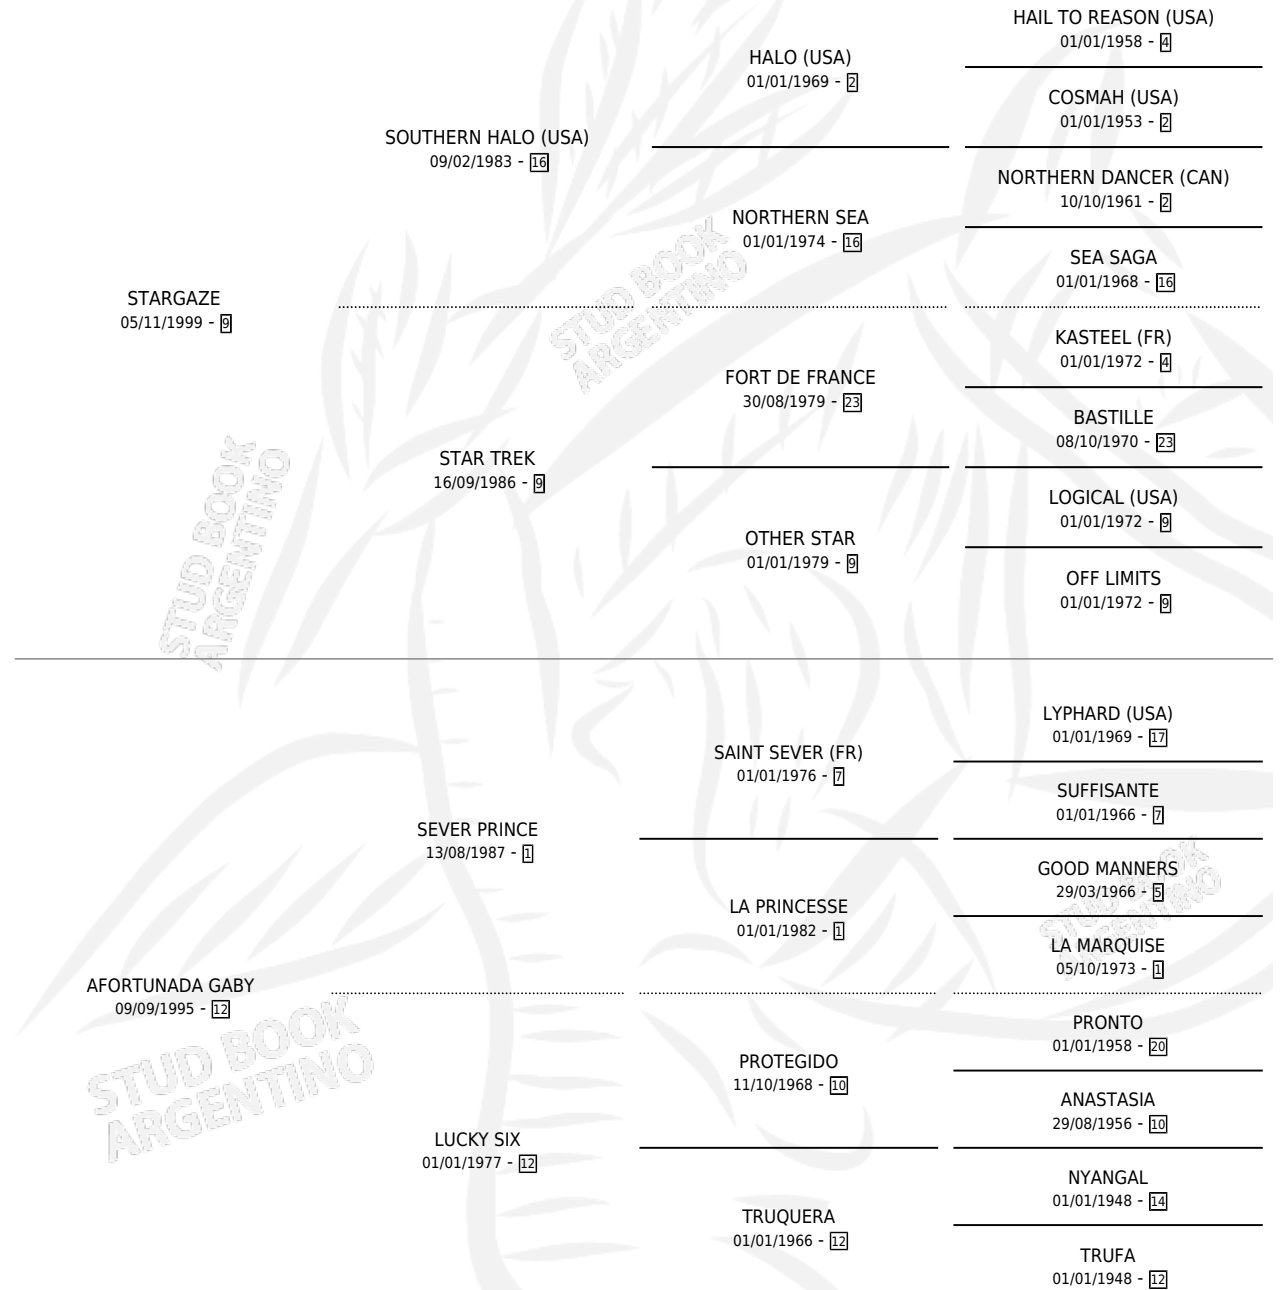 HAIL TO REASON (USA)
01/01/1958 - 4
HALO (USA)
01/01/1969 - 2
COSMAH (USA)
01/01/1953 - 2
SOUTHERN HALO (USA)
09/02/1983 - 16
NORTHERN DANCER (CAN)
10/10/1961 - 2
NORTHERN SEA
01/01/1974 - 16
SEA SAGA
01/01/1968 - 16
STARGAZE
05/11/1999 - 9
KASTEEL (FR)
01/01/1972 - 4
FORT DE FRANCE
30/08/1979 - 23
BASTILLE
08/10/1970 - 23
STAR TREK
16/09/1986 - 9
LOGICAL (USA)
01/01/1972 - 9
OTHER STAR
01/01/1979 - 9
OFF LIMITS
01/01/1972 - 9
LYPHARD (USA)
01/01/1969 - 17
SAINT SEVER (FR)
01/01/1976 - 7
SUFFISANTE
01/01/1966 - 7
SEVER PRINCE
13/08/1987 - 1
GOOD MANNERS
29/03/1966 - 5
LA PRINCESSE
01/01/1982 - 1
LA MARQUISE
05/10/1973 - 1
AFORTUNADA GABY
09/09/1995 - 12
PRONTO
01/01/1958 - 20
PROTEGIDO
11/10/1968 - 10
ANASTASIA
29/08/1956 - 10
LUCKY SIX
01/01/1977 - 12
NYANGAL
01/01/1948 - 14
TRUQUERA
01/01/1966 - 12
TRUFA
01/01/1948 - 12
STUD BOOK
ARGENTINO
STUD BOOK
ARGENTINO
STUD BOOK
ARGENTINO
STUD BOOK
ARGENTINO